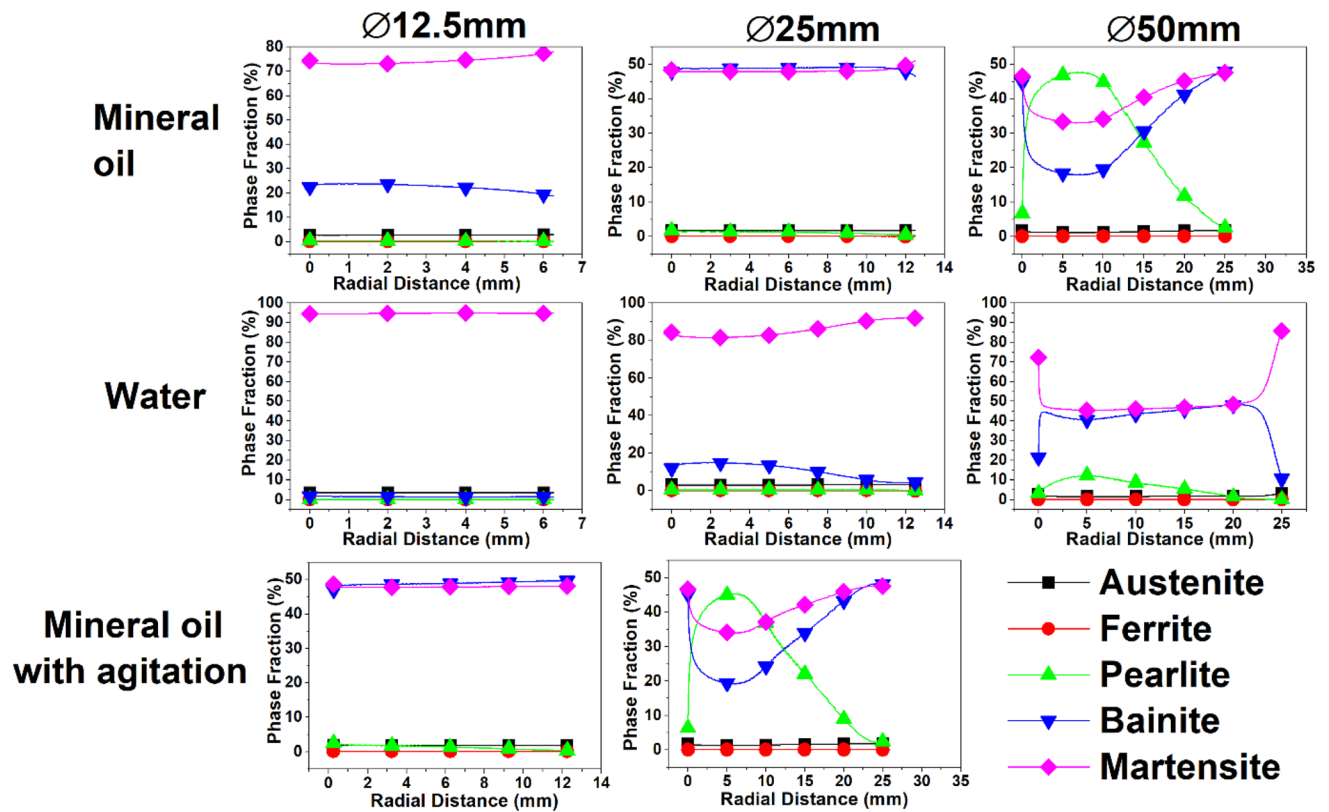 ∅12.5mm
∅25mm
∅50mm
Mineral
oil
Phase Fraction (%)
80
70
60
50
40
30
20
10
0
0 1 2 3 4 5 6 7
Radial Distance (mm)
Phase Fraction (%)
50
40
30
20
10
0
0 2 4 6 8 10 12 14
Radial Distance (mm)
Phase Fraction (%)
50
40
30
20
10
0
0 5 10 15 20 25 30 35
Radial Distance (mm)
Water
Phase Fraction (%)
100
90
80
70
60
50
40
30
20
10
0
0 1 2 3 4 5 6 7
Radial Distance (mm)
Phase Fraction (%)
100
80
60
40
20
0
0 2 4 6 8 10 12 14
Radial Distance (mm)
Phase Fraction (%)
100
90
80
70
60
50
40
30
20
10
0
0 5 10 15 20 25
Radial Distance (mm)
Mineral oil
with agitation
Phase Fraction (%)
50
40
30
20
10
0
0 2 4 6 8 10 12 14
Radial Distance (mm)
Phase Fraction (%)
50
40
30
20
10
0
0 5 10 15 20 25 30 35
Radial Distance (mm)
Austenite
Ferrite
Pearlite
Bainite
Martensite